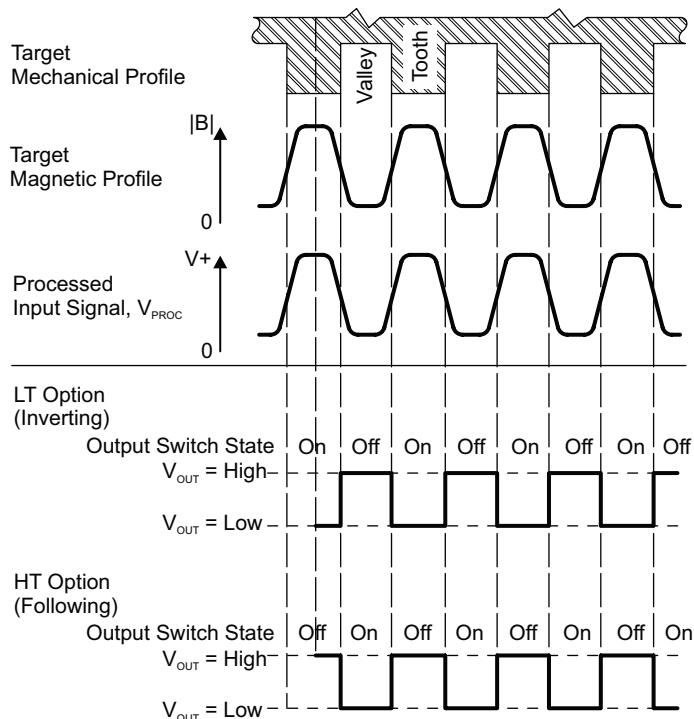 Target
Mechanical Profile
Valley
Tooth
|B|
Target
Magnetic Profile
0
V+
Processed
Input Signal, VPROC
0
LT Option
(Inverting)
Output Switch State On Off On Off On Off On Off
VOUT = High
VOUT = Low
HT Option
(Following)
Output Switch State Off On Off On Off On Off On
VOUT = High
VOUT = Low